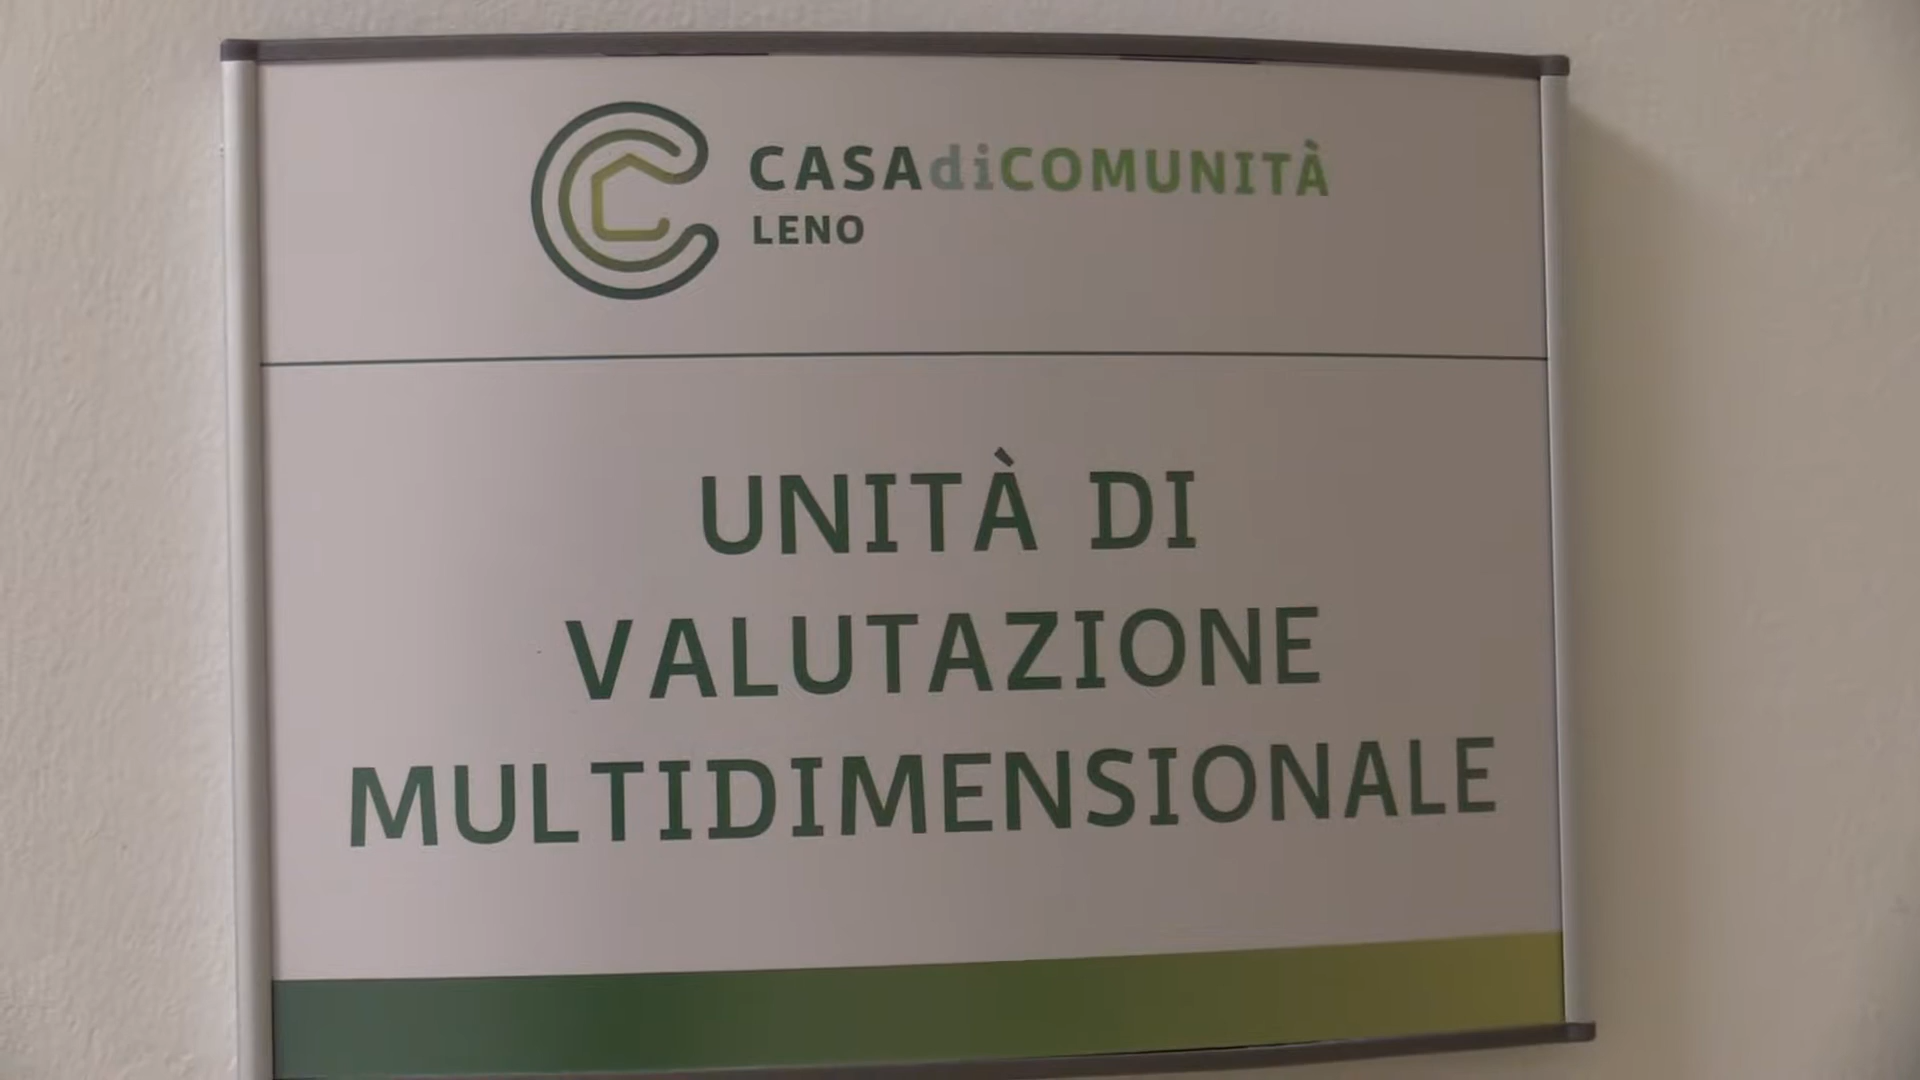 CASAdiCOMUNITÀ
LENO
UNITÀ DI
VALUTAZIONE
MULTIDIMENSIONALE